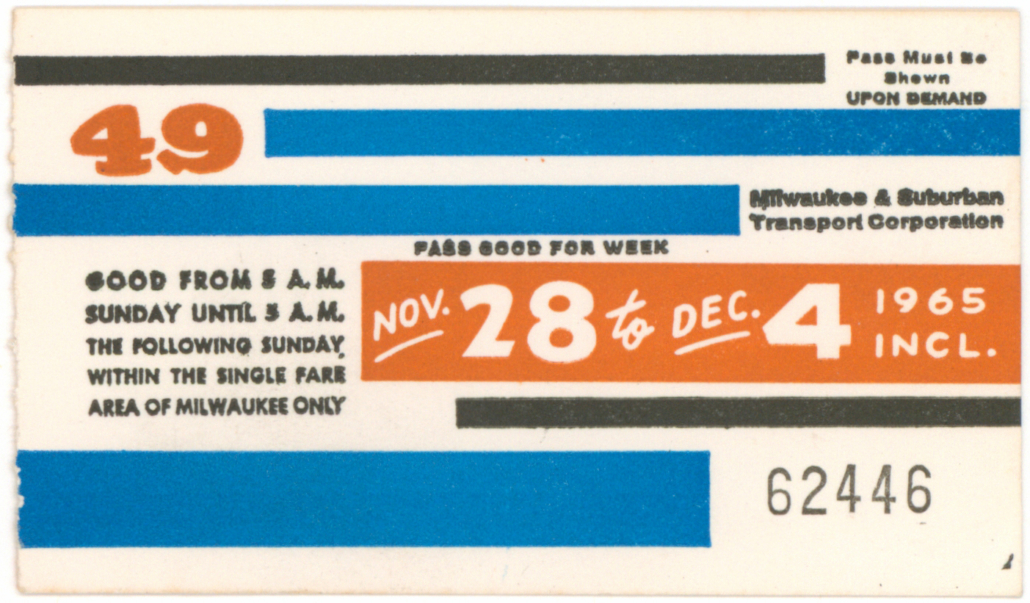 Pass Must Be
Shown
UPON DEMAND
49
Milwaukee & Suburban
Transport Corporation
PASS GOOD FOR WEEK
GOOD FROM 5 A.M.
SUNDAY UNTIL 3 A.M.
THE FOLLOWING SUNDAY
WITHIN THE SINGLE FARE
AREA OF MILWAUKEE ONLY
NOV. 28 to DEC. 4 1965
INCL.
62446